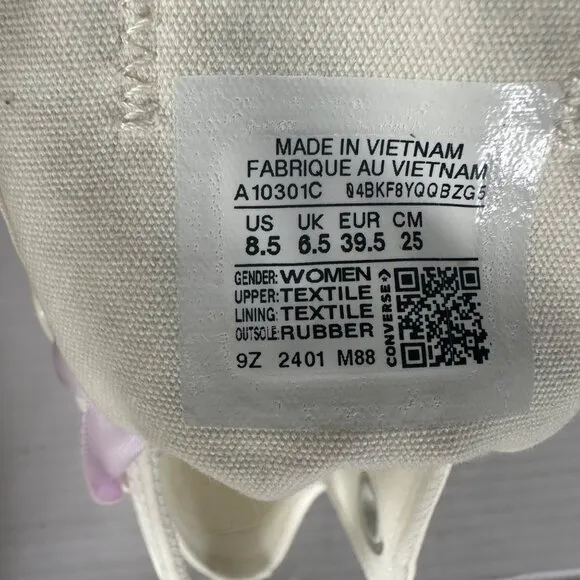 MADE IN VIETNAM
FABRIQUE AU VIETNAM
A10301C 04BKF8YQQBZG5
US UK EUR CM
8.5 6.5 39.5 25
GENDER: WOMEN
UPPER: TEXTILE
LINING: TEXTILE
OUTSOLE: RUBBER
CONVERSE
9Z 2401 M88